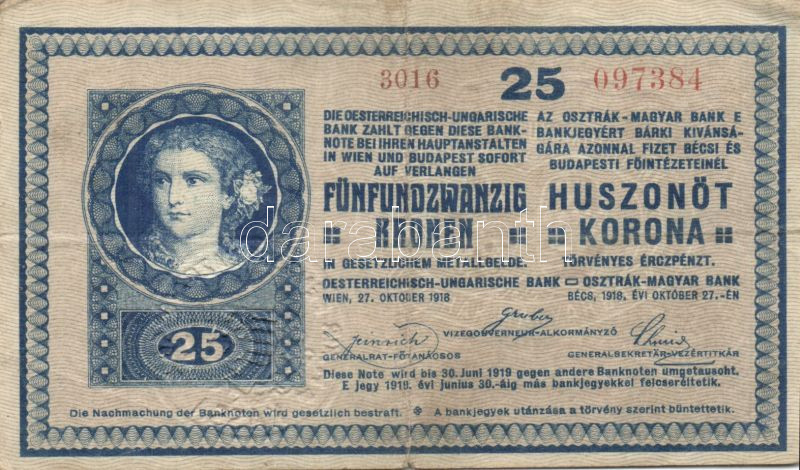 3016 25 097384
DIE OESTERREICHISCH-UNGARISCHE
BANK ZAHLT GEGEN DIESE BANK-
NOTE BEI IHREN HAUPTANSTALTEN
IN WIEN UND BUDAPEST SOFORT
AUF VERLANGEN
FÜNFUNDZWANZIG
KRONEN
IN GESETZLICHEM METALLGELDE.
OESTERREICHISCH-UNGARISCHE BANK
WIEN, 27. OKTOBER 1918
AZ OSZTRÁK-MAGYAR BANK E
BANKJEGYÉRT BÁRKI KIVÁNSÁ-
GÁRA AZONNAL FIZET BÉCSI ÉS
BUDAPESTI FŐINTÉZETEINÉL
HUSZONÖT
KORONA
TÖRVÉNYES ÉRCZPÉNZT.
OSZTRÁK-MAGYAR BANK
BÉCS, 1918. ÉVI OKTÓBER 27.-ÉN
Gruber
VIZEGOUVERNEUR-ALKORMÁNYZÓ
GENERALRAT-FŐTANÁCSOS
GENERALSEKRETÄR-VEZÉRTITKÁR
25
Diese Note wird bis 30. Juni 1919 gegen andere Banknoten umgetauscht.
E jegy 1919. évi junius 30.-áig más bankjegyekkel felcseréltetik.
Die Nachmachung der Banknoten wird gesetzlich bestraft. A bankjegyek utánzása a törvény szerint büntettetik.
darabanth